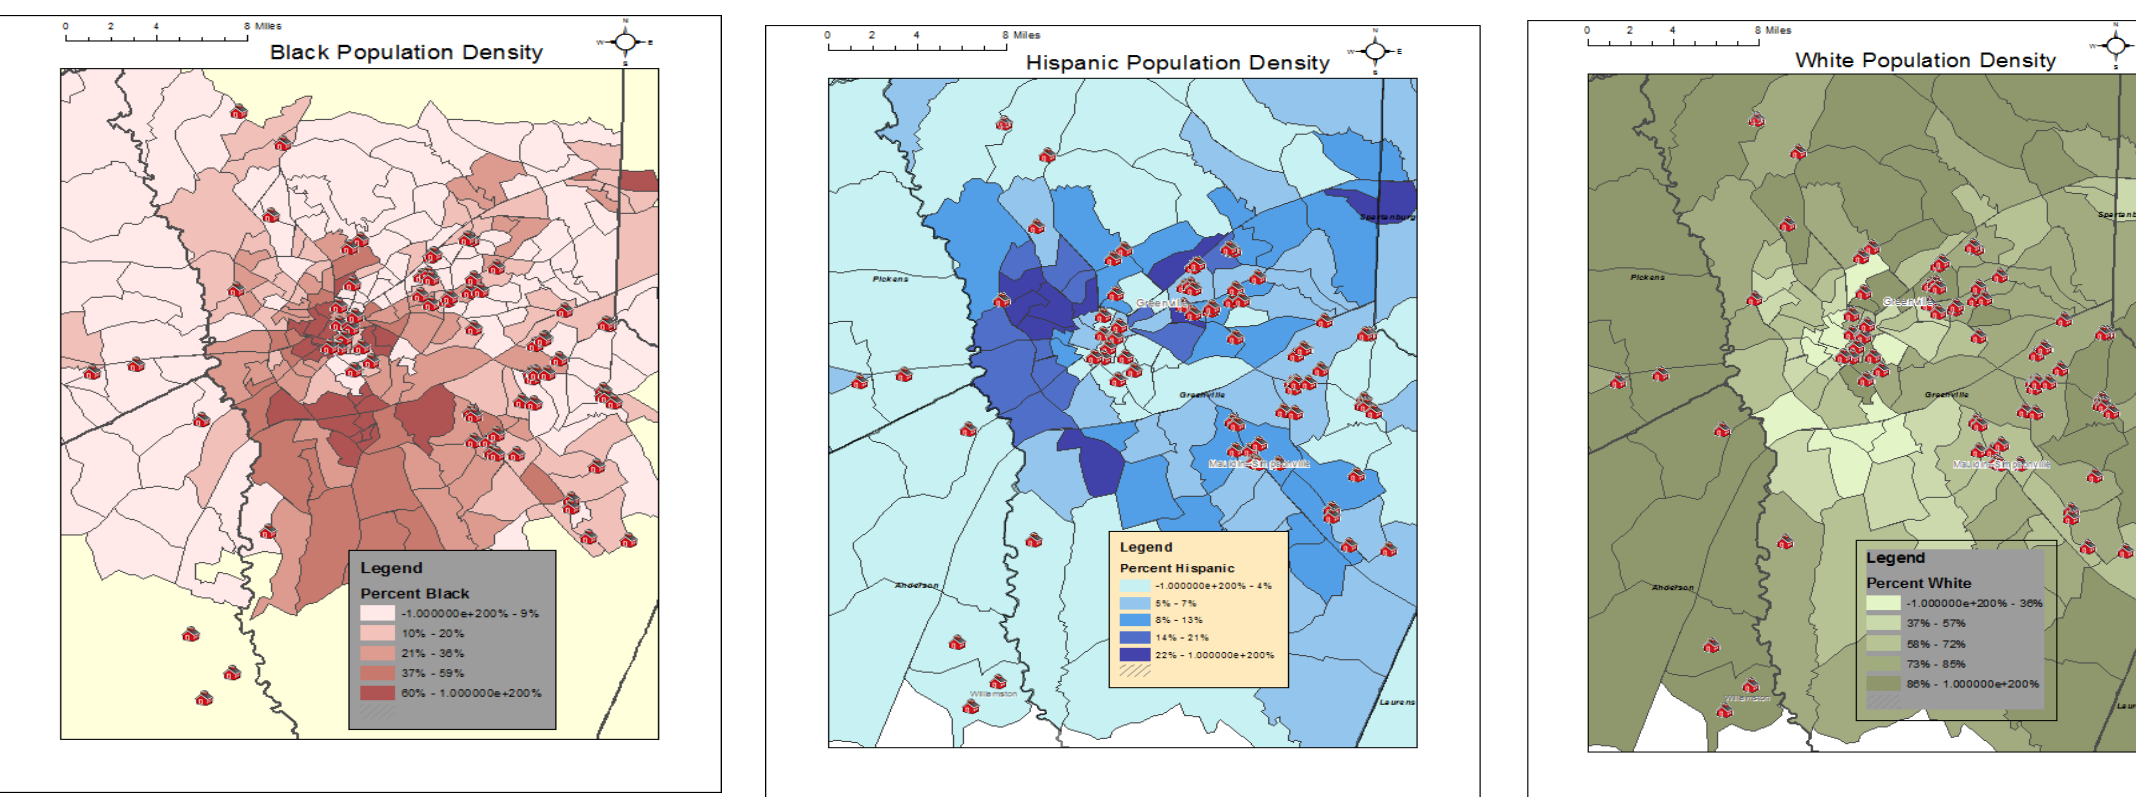 0 2 4 8 Miles
N
W E
S
Black Population Density
Legend
Percent Black
-1.000000e+200% - 9%
10% - 20%
21% - 36%
37% - 59%
60% - 1.000000e+200%
0 2 4 8 Miles
N
W E
S
Hispanic Population Density
Spartanburg
Pickens
Greenville
Greenville
Mauldin-Simpsonville
Legend
Percent Hispanic
-1.000000e+200% - 4%
5% - 7%
8% - 13%
14% - 21%
22% - 1.000000e+200%
Anderson
Williamston
Laurens
0 2 4 8 Miles
N
W
S
White Population Density
Spartanb
Pickens
Greenville
Greenville
Mauldin-Simpsonville
Legend
Percent White
-1.000000e+200% - 36%
37% - 57%
58% - 72%
73% - 85%
86% - 1.000000e+200%
Anderson
Williamston
Laur